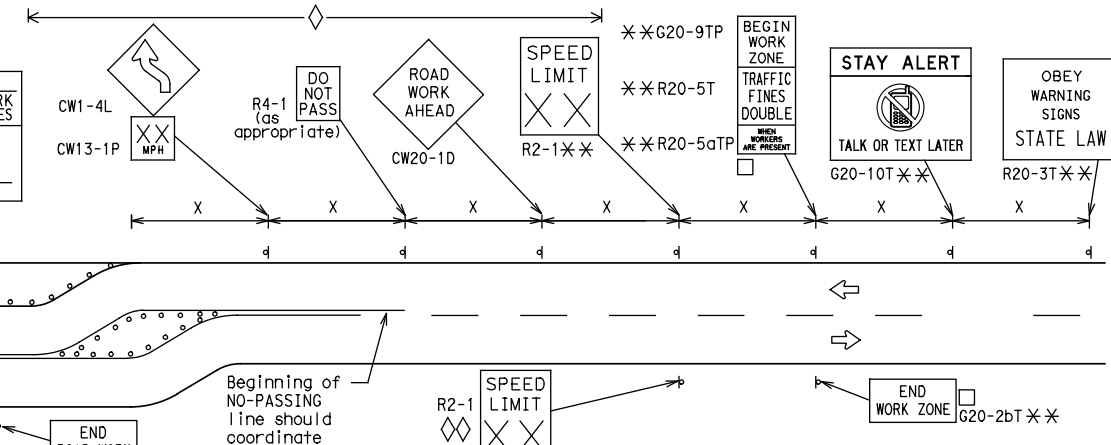 CW1-4L
XX
MPH
CW13-1P
R4-1
(as
appropriate)
DO
NOT
PASS
ROAD
WORK
AHEAD
CW20-1D
SPEED
LIMIT
XX
R2-1**
**G20-9TP
**R20-5T
**R20-5aTP
BEGIN
WORK
ZONE
TRAFFIC
FINES
DOUBLE
WHEN
WORKERS
ARE PRESENT
STAY ALERT
TALK OR TEXT LATER
G20-10T**
OBEY
WARNING
SIGNS
STATE LAW
R20-3T**
X X X X X X X
Beginning of
NO-PASSING
line should
coordinate
R2-1
SPEED
LIMIT
XX
END
WORK ZONE
G20-2bT**
END